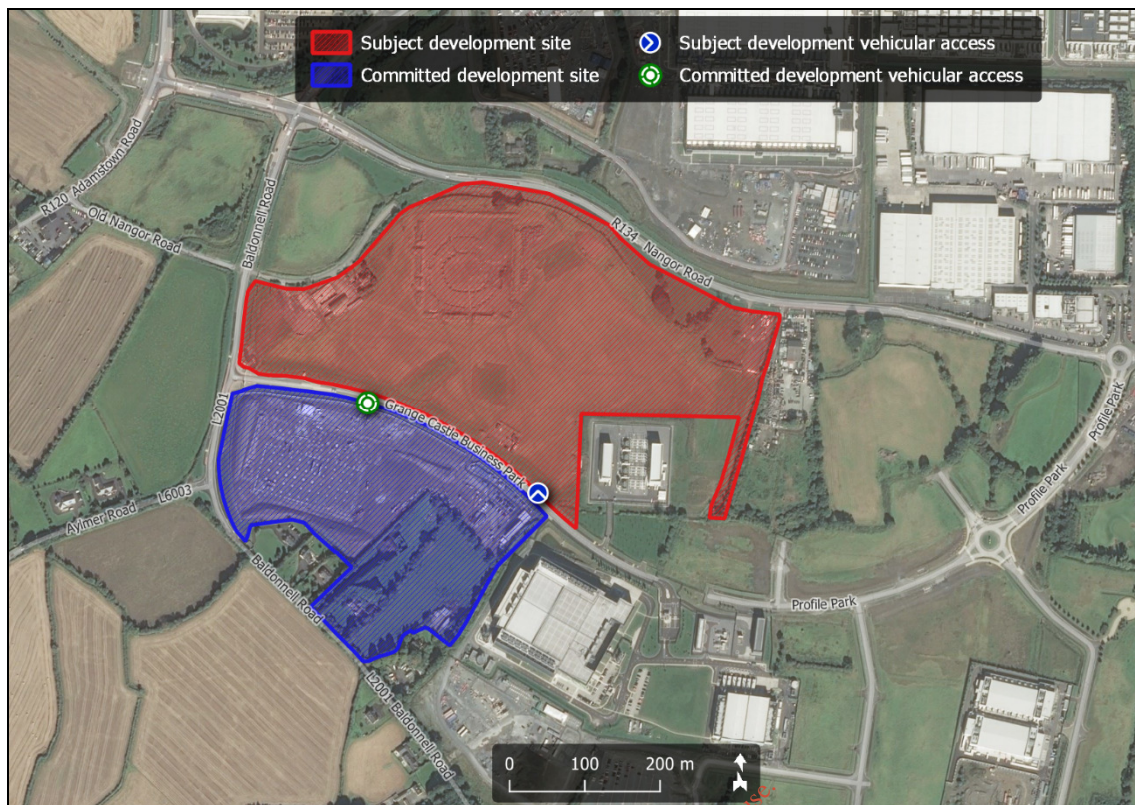 Subject development site
Subject development vehicular access
Committed development site
Committed development vehicular access
R120 Adamstown Road
Old Nangor Road
Baldonnell Road
R134 Nangor Road
Grange Castle Business Park
L2001
L6003
Aylmer Road
Baldonnell Road
L2001 Baldonnell Road
Profile Park
Profile Park
Profile Park
Profile Park
0 100 200 m